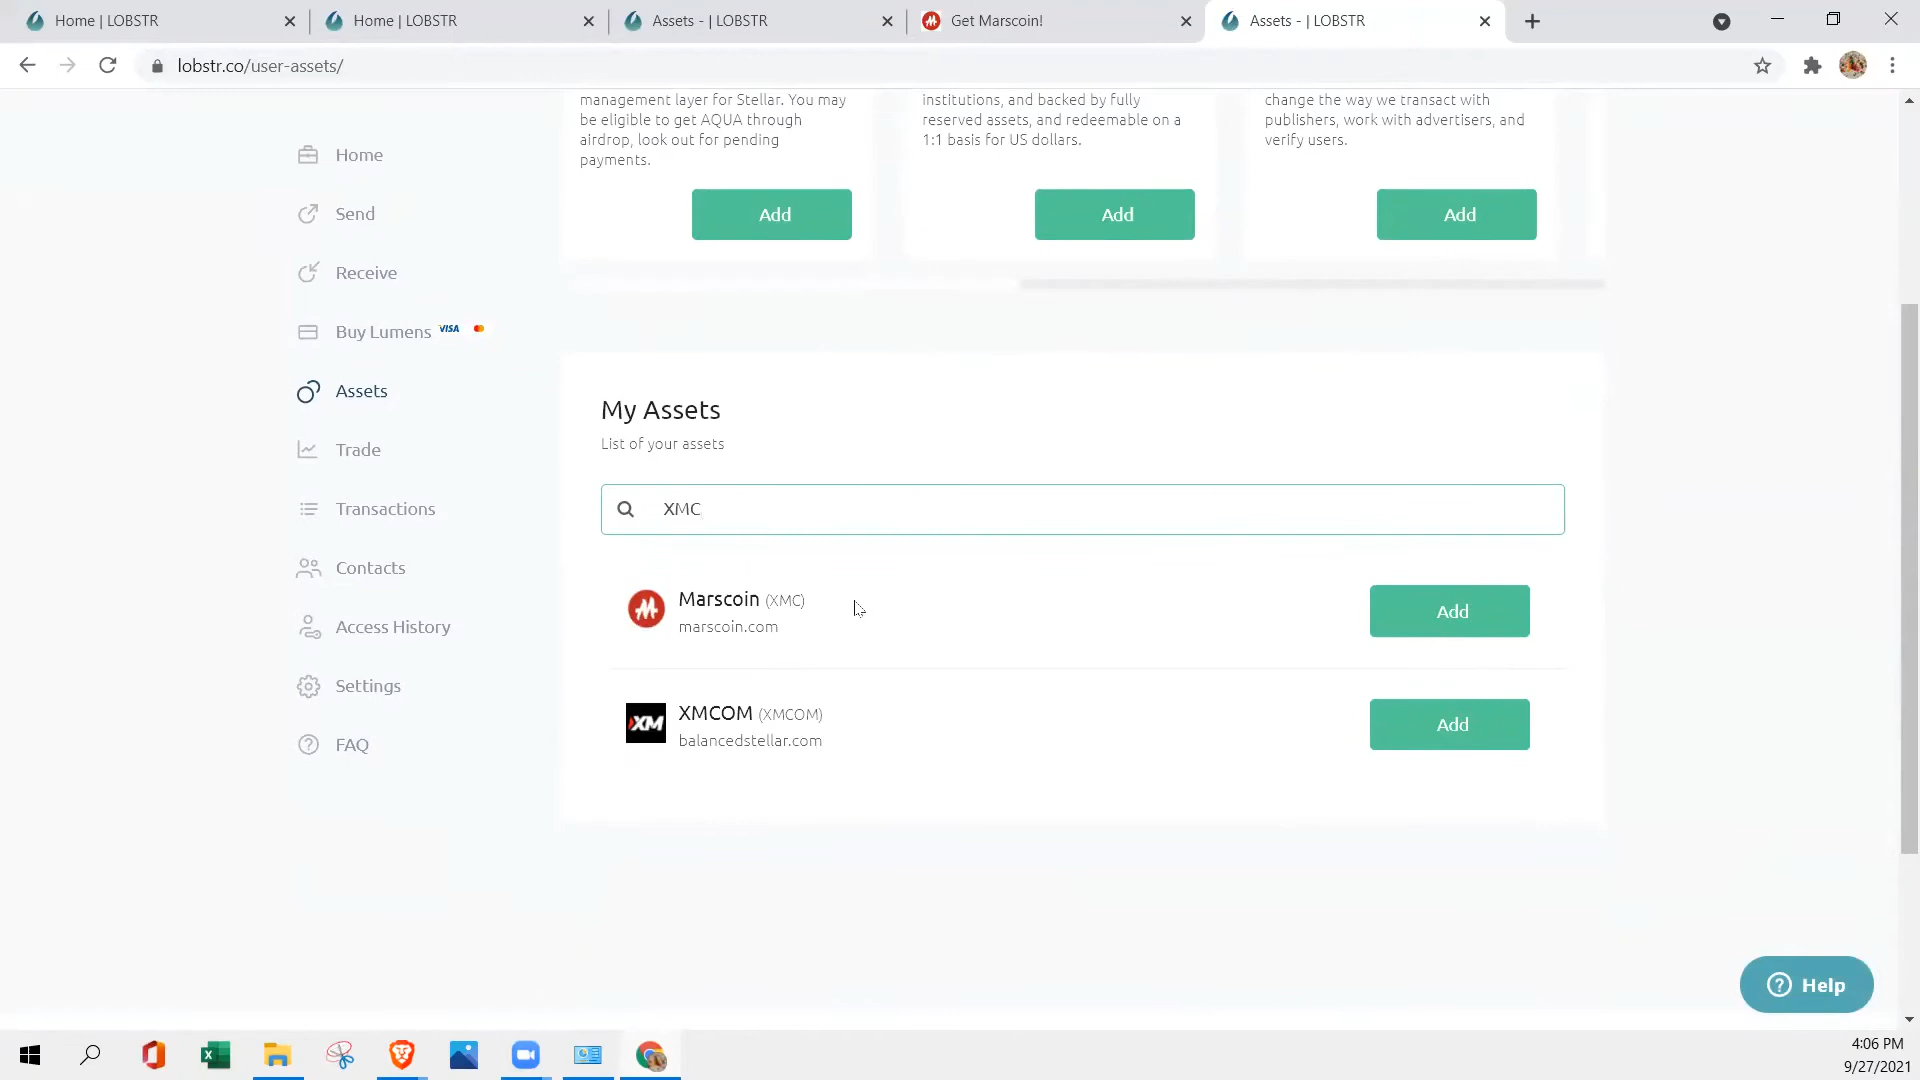 Home | LOBSTR
Home | LOBSTR
Assets - | LOBSTR
Get Marscoin!
Assets - | LOBSTR
lobstr.co/user-assets/
management layer for Stellar. You may
be eligible to get AQUA through
airdrop, look out for pending
payments.
Add
institutions, and backed by fully
reserved assets, and redeemable on a
1:1 basis for US dollars.
Add
change the way we transact with
publishers, work with advertisers, and
verify users.
Add
Home
Send
Receive
Buy Lumens VISA
Assets
Trade
Transactions
Contacts
Access History
Settings
FAQ
My Assets
List of your assets
XMC
Marscoin (XMC)
marscoin.com
Add
XM
XMCOM (XMCOM)
balancedstellar.com
Add
Help
4:06 PM
9/27/2021